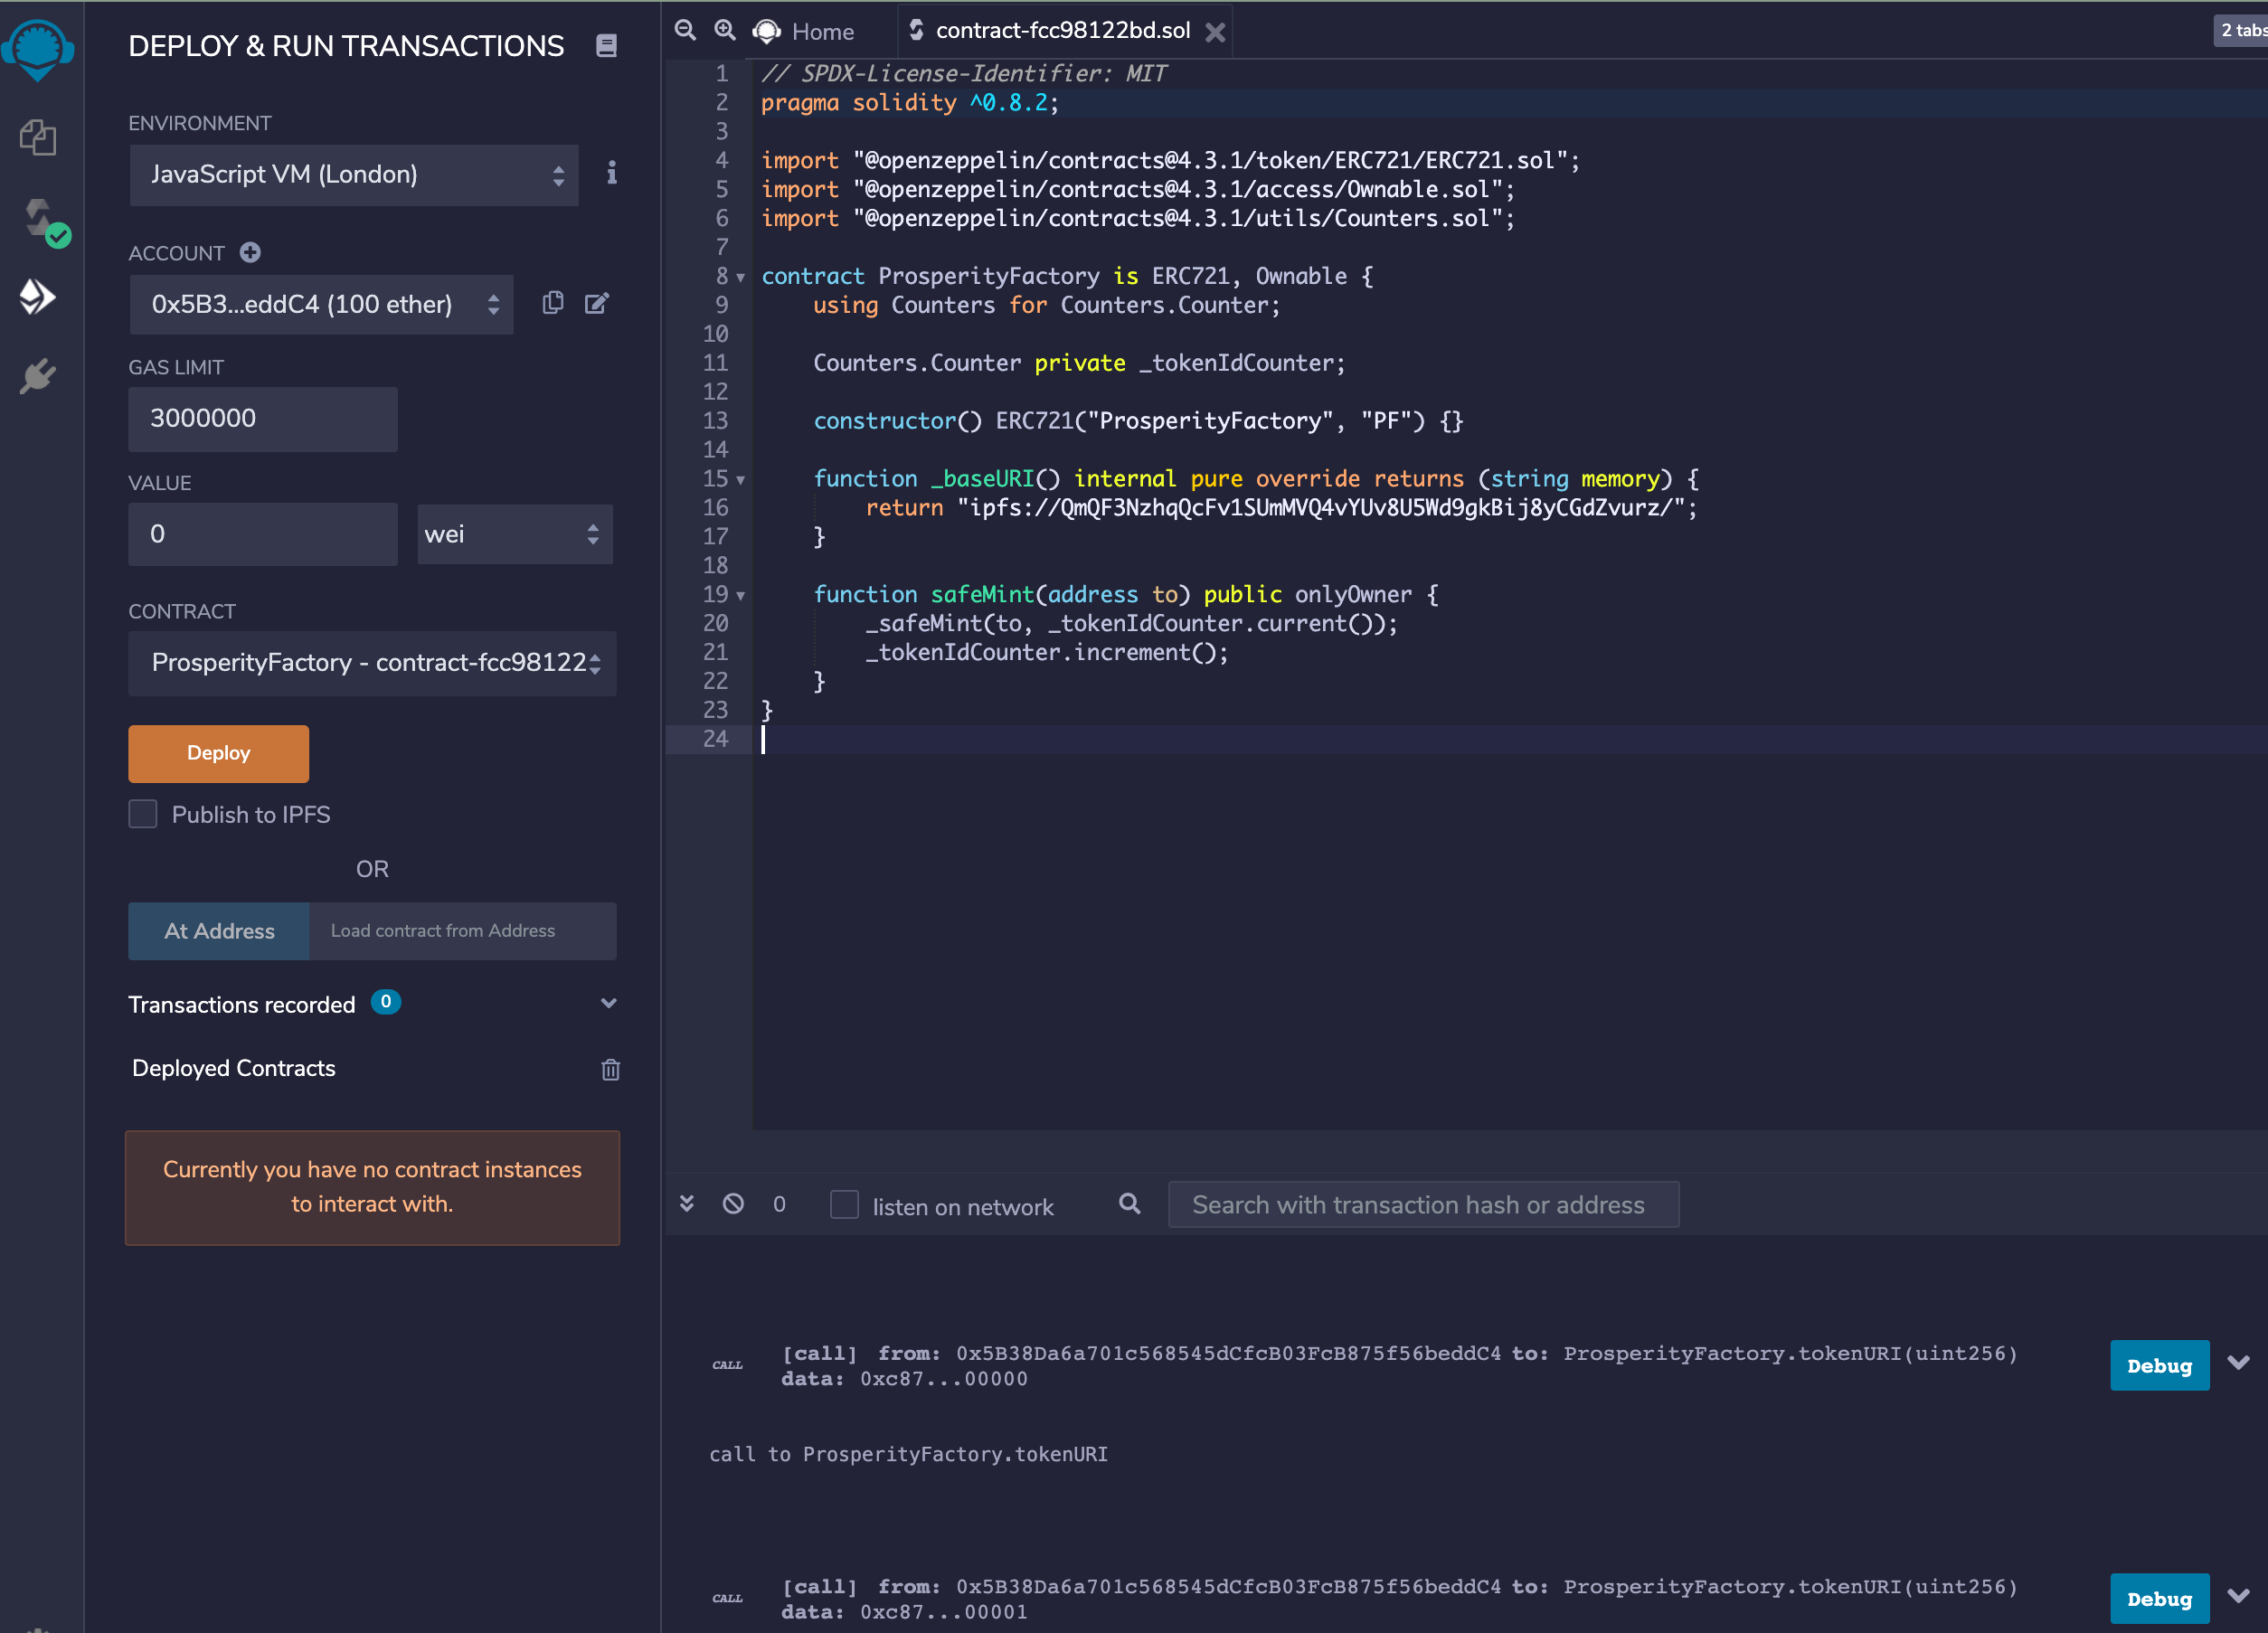 DEPLOY & RUN TRANSACTIONS
ENVIRONMENT
JavaScript VM (London)
ACCOUNT
0x5B3...eddC4 (100 ether)
GAS LIMIT
3000000
VALUE
0
wei
CONTRACT
ProsperityFactory - contract-fcc98122
Deploy
Publish to IPFS
OR
At Address
Load contract from Address
Transactions recorded 0
Deployed Contracts
Currently you have no contract instances
to interact with.
Home
contract-fcc98122bd.sol
2 tabs
1 // SPDX-License-Identifier: MIT
2 pragma solidity ^0.8.2;
3
4 import "@openzeppelin/contracts@4.3.1/token/ERC721/ERC721.sol";
5 import "@openzeppelin/contracts@4.3.1/access/Ownable.sol";
6 import "@openzeppelin/contracts@4.3.1/utils/Counters.sol";
7
8 contract ProsperityFactory is ERC721, Ownable {
9     using Counters for Counters.Counter;
10
11     Counters.Counter private _tokenIdCounter;
12
13     constructor() ERC721("ProsperityFactory", "PF") {}
14
15     function _baseURI() internal pure override returns (string memory) {
16         return "ipfs://QmQF3NzhqQcFv1SUmMVQ4vYUv8U5Wd9gkBij8yCGdZvurz/";
17     }
18
19     function safeMint(address to) public onlyOwner {
20         _safeMint(to, _tokenIdCounter.current());
21         _tokenIdCounter.increment();
22     }
23 }
24
0
listen on network
Search with transaction hash or address
CALL
[call] from: 0x5B38Da6a701c568545dCfcB03FcB875f56beddC4 to: ProsperityFactory.tokenURI(uint256)
data: 0xc87...00000
Debug
call to ProsperityFactory.tokenURI
CALL
[call] from: 0x5B38Da6a701c568545dCfcB03FcB875f56beddC4 to: ProsperityFactory.tokenURI(uint256)
data: 0xc87...00001
Debug